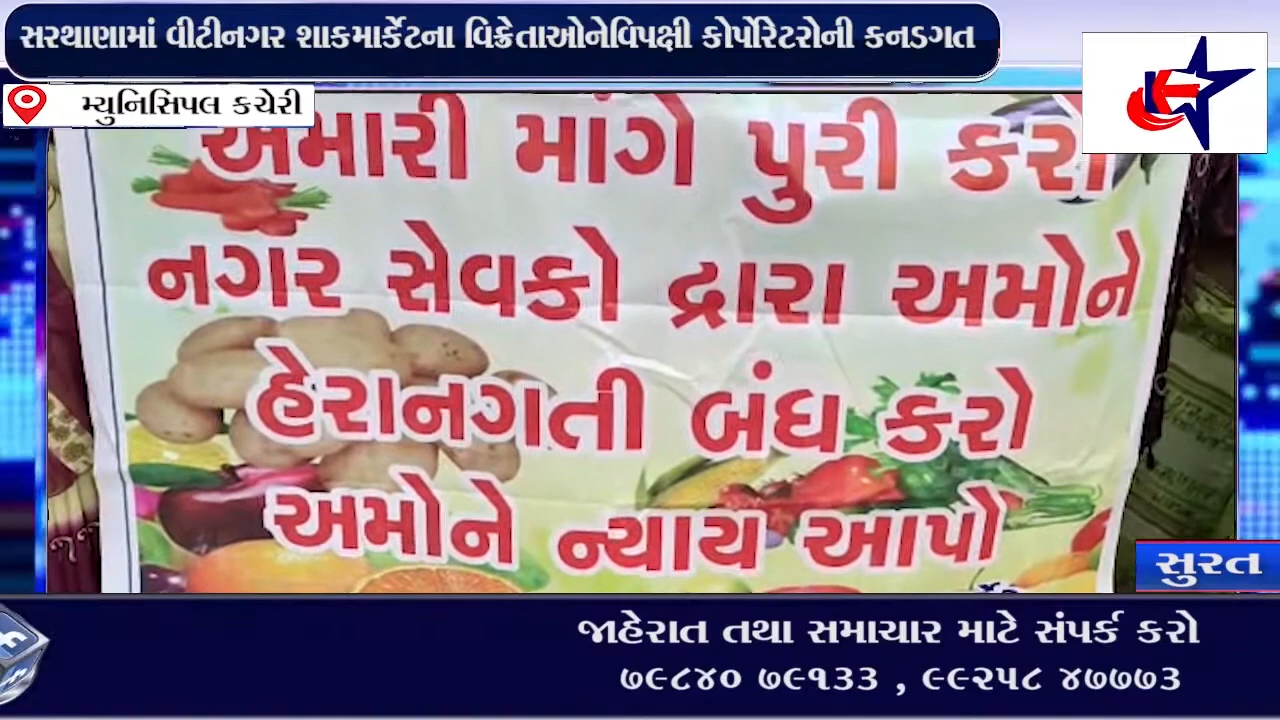 સરથાણામાં વીટીનગર શાકમાર્કેટના વિક્રેતાઓનેવિપક્ષી કોર્પોરેટરોની કનડગત
મ્યુનિસિપલ કચેરી
અમારી માંગે પુરી કરો
નગર સેવકો દ્રારા અમોને
હેરાનગતી બંધ કરો
અમોને ન્યાય આપો
સુરત
જાહેરાત તથા સમાચાર માટે સંપર્ક કરો
૭૯૮૪૦ ૭૯૧૩૩ , ૯૯૨૫૮ ૪૭૭૭૩